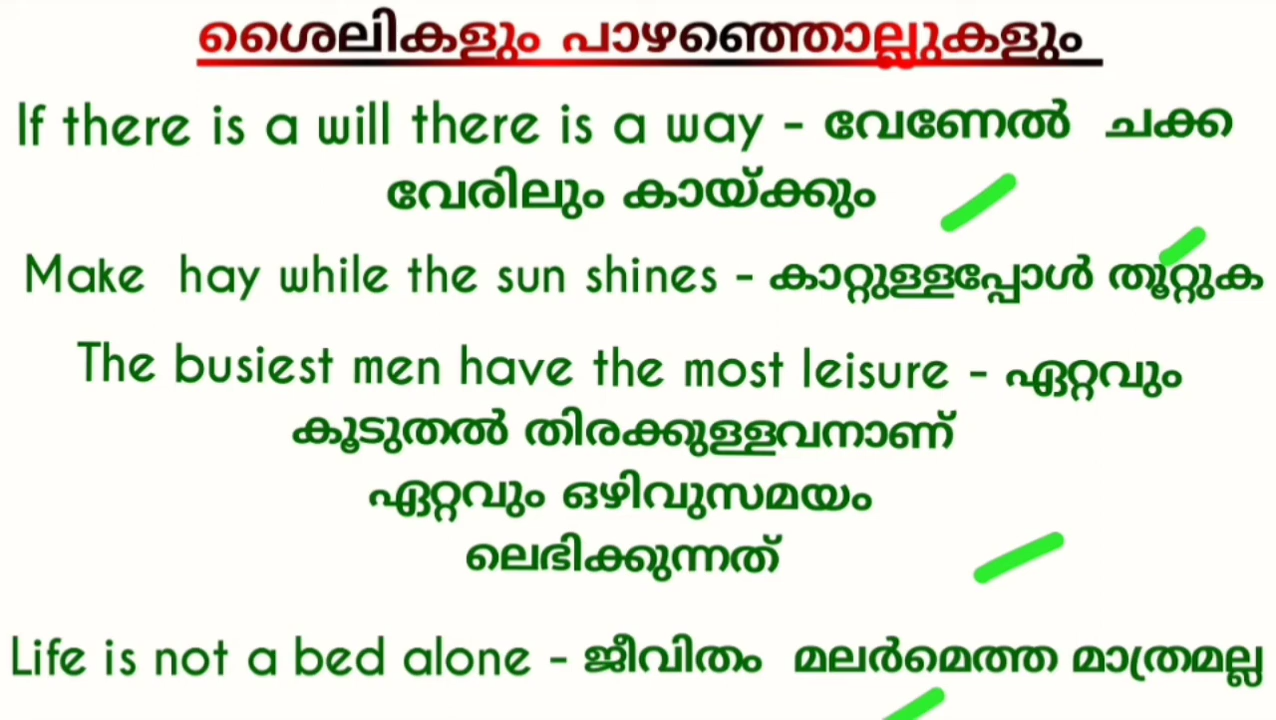 ശൈലികളും പാഴഞ്ഞൊല്ലുകളും
If there is a will there is a way - വേണേൽ ചക്ക
വേരിലും കായ്ക്കും
Make hay while the sun shines - കാറ്റുള്ളപ്പോൾ തൂറ്റുക
The busiest men have the most leisure - ഏറ്റവും
കൂടുതൽ തിരക്കുള്ളവനാണ്
ഏറ്റവും ഒഴിവുസമയം
ലെഭിക്കുന്നത്
Life is not a bed alone - ജീവിതം മലർമെത്ത മാത്രമല്ല